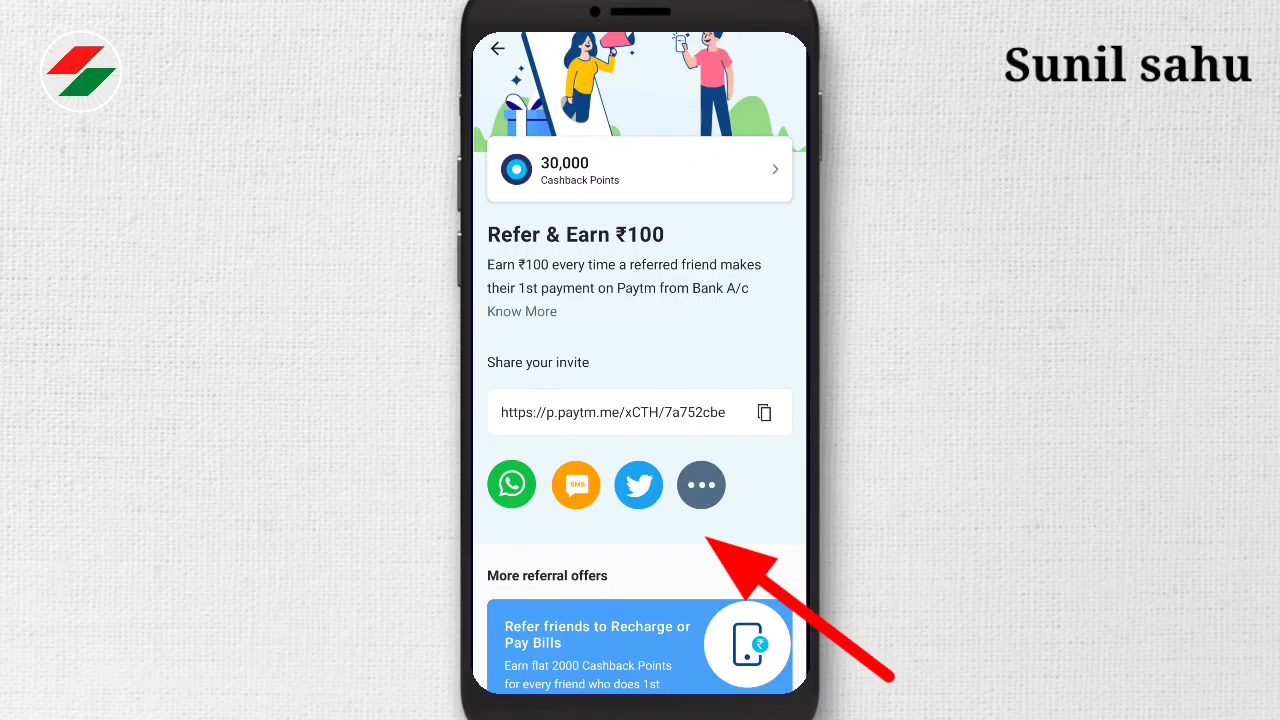 Sunil sahu
30,000
Cashback Points
Refer & Earn ₹100
Earn ₹100 every time a referred friend makes
their 1st payment on Paytm from Bank A/c
Know More
Share your invite
https://p.paytm.me/xCTH/7a752cbe
SMS
More referral offers
Refer friends to Recharge or
Pay Bills
₹
Earn flat 2000 Cashback Points
for every friend who does 1st